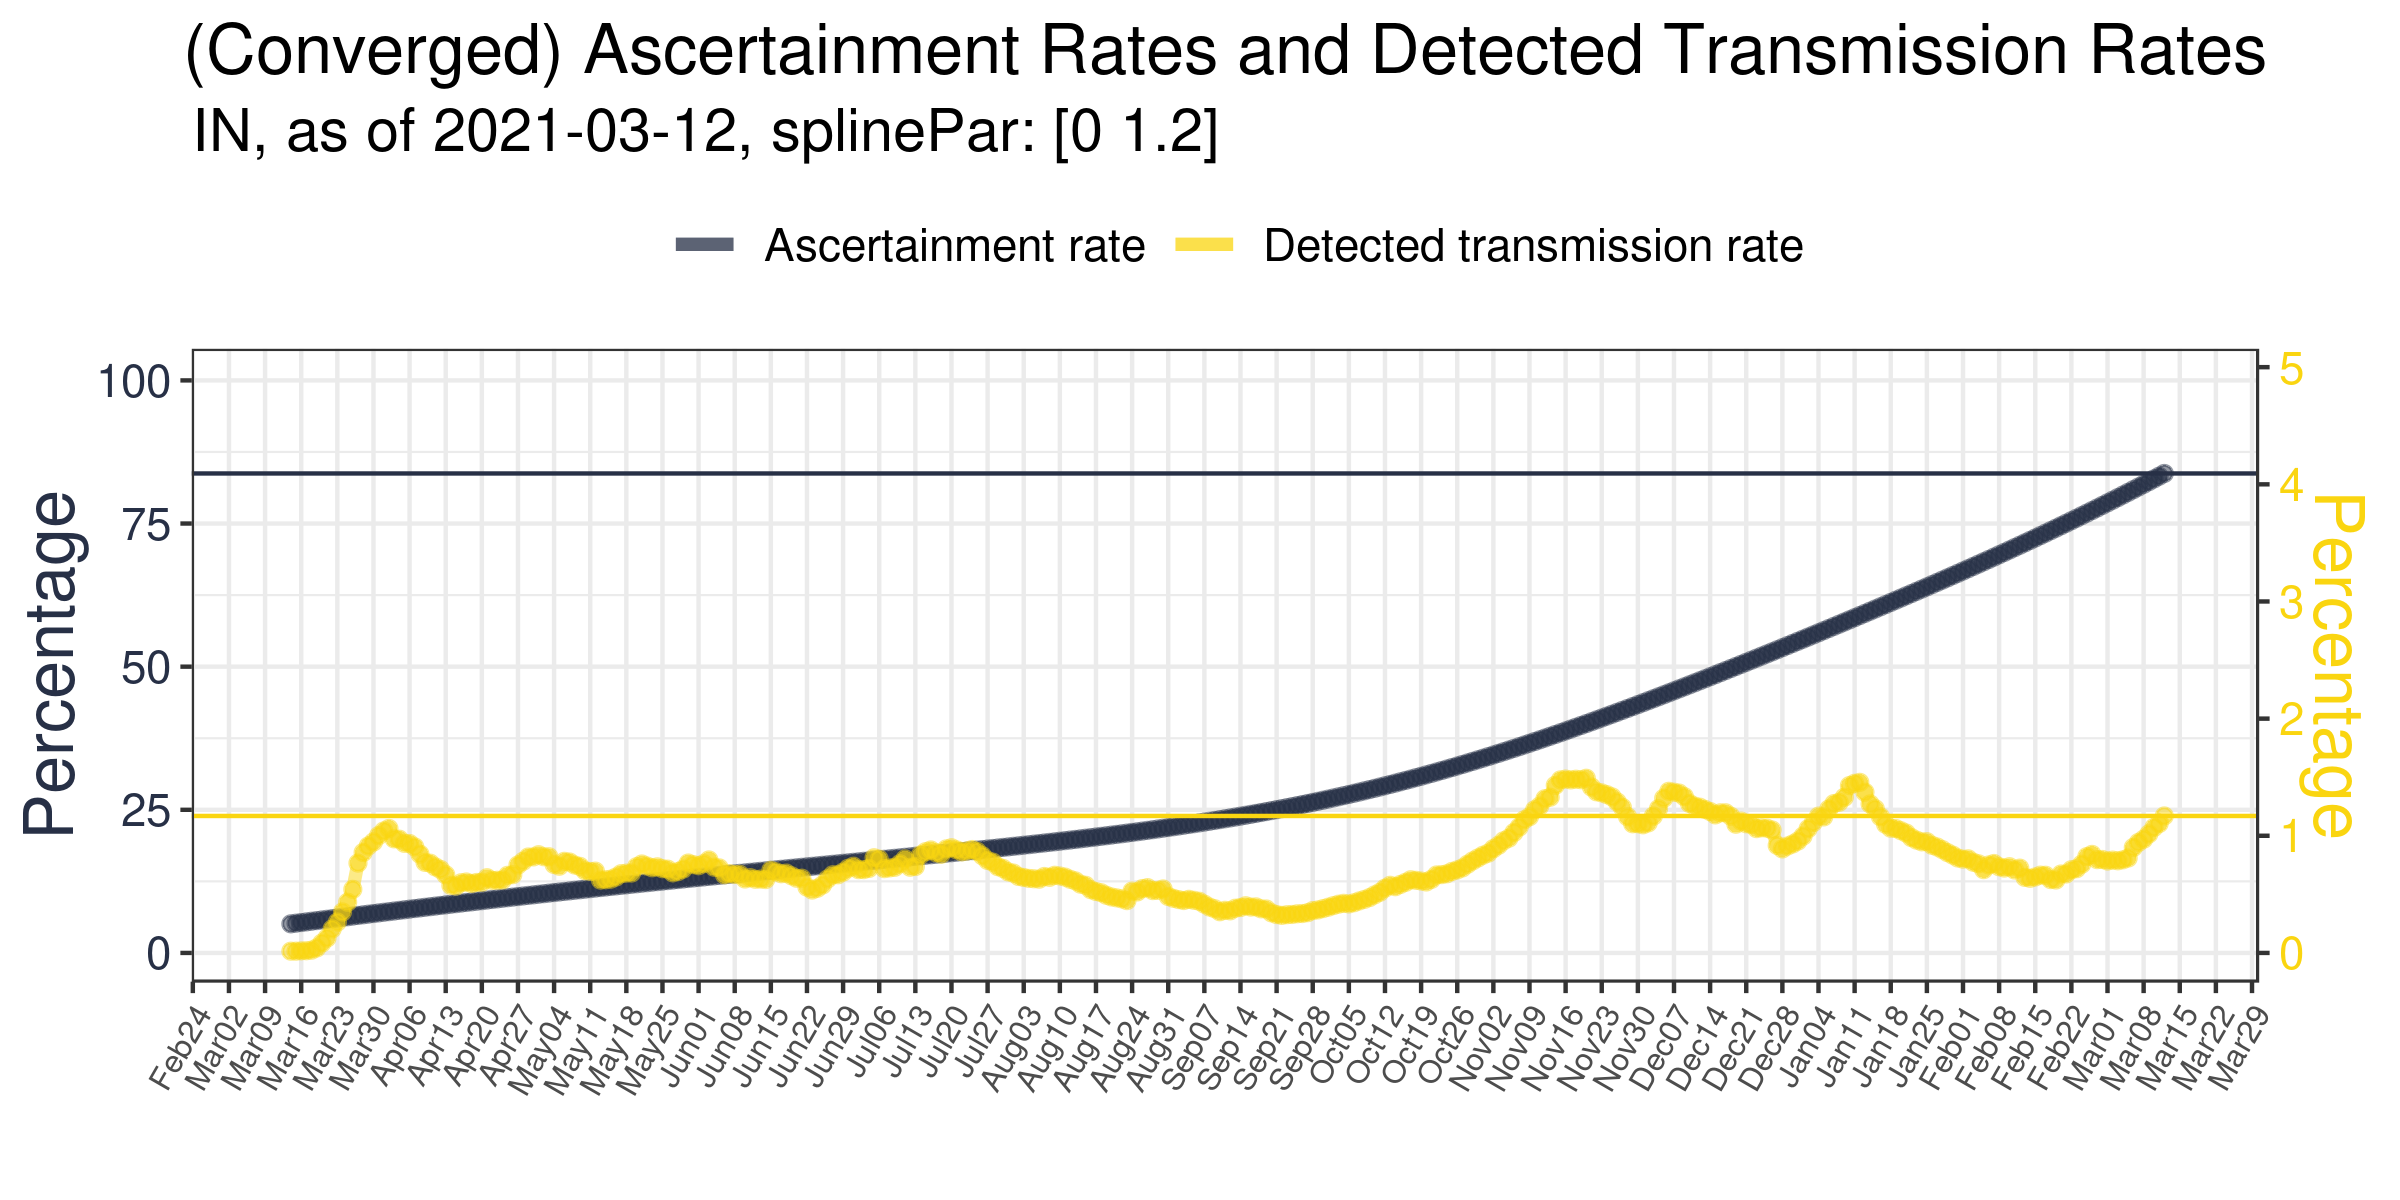 (Converged) Ascertainment Rates and Detected Transmission Rates
IN, as of 2021-03-12, splinePar: [0 1.2]
Ascertainment rate
Detected transmission rate
Percentage
100
75
50
25
0
5
4
3
2
1
0
Percentage
Feb24
Mar02
Mar09
Mar16
Mar23
Mar30
Apr06
Apr13
Apr20
Apr27
May04
May11
May18
May25
Jun01
Jun08
Jun15
Jun22
Jun29
Jul06
Jul13
Jul20
Jul27
Aug03
Aug10
Aug17
Aug24
Aug31
Sep07
Sep14
Sep21
Sep28
Oct05
Oct12
Oct19
Oct26
Nov02
Nov09
Nov16
Nov23
Nov30
Dec07
Dec14
Dec21
Dec28
Jan04
Jan11
Jan18
Jan25
Feb01
Feb08
Feb15
Feb22
Mar01
Mar08
Mar15
Mar22
Mar29